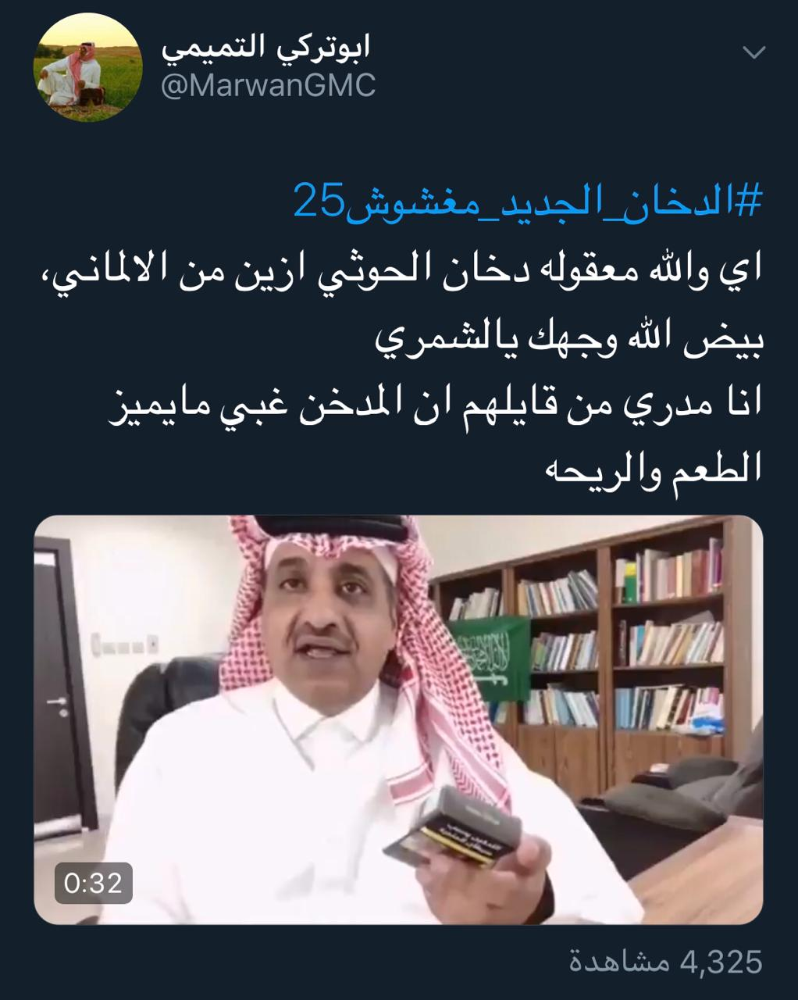 ابوتركي التميمي
@MarwanGMC
#الدخان_الجديد_مغشوش25
اي والله معقوله دخان الحوثي ازين من الالماني،
بيض الله وجهك يالشمري
انا مدري من قايلهم ان المدخن غبي مايميز
الطعم والريحه
0:32
4,325 مشاهدة